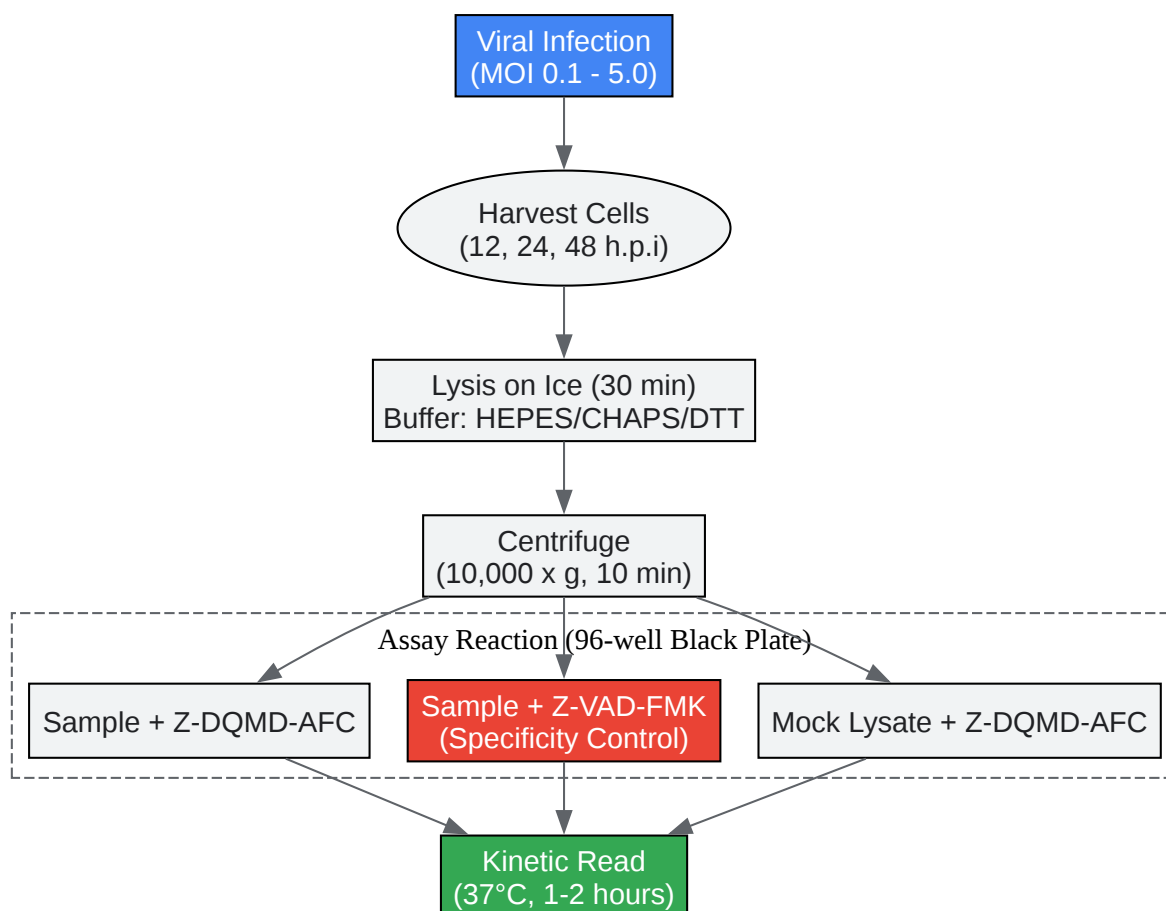 Viral Infection
(MOI 0.1 - 5.0)
Harvest Cells
(12, 24, 48 h.p.i)
Lysis on Ice (30 min)
Buffer: HEPES/CHAPS/DTT
Centrifuge
(10,000 x g, 10 min)
Assay Reaction (96-well Black Plate)
Sample + Z-DQMD-AFC
Sample + Z-VAD-FMK
(Specificity Control)
Mock Lysate + Z-DQMD-AFC
Kinetic Read
(37°C, 1-2 hours)